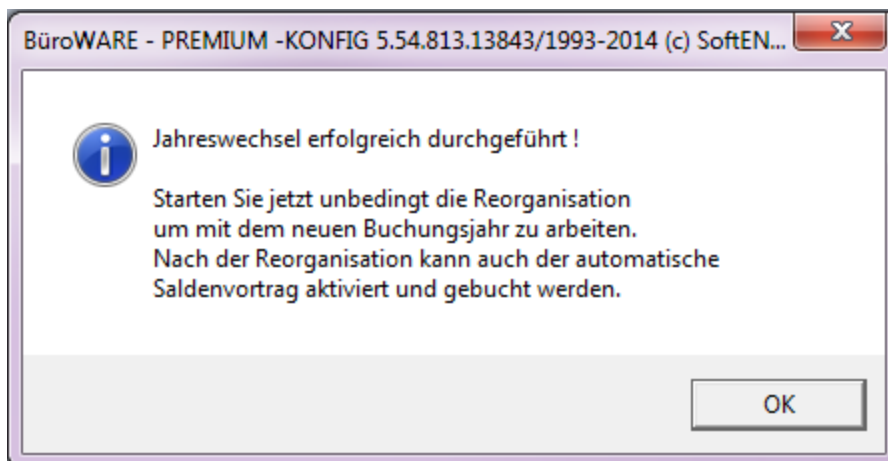 BüroWARE - PREMIUM -KONFIG 5.54.813.13843/1993-2014 (c) SoftEN...
Jahreswechsel erfolgreich durchgeführt !
Starten Sie jetzt unbedingt die Reorganisation
um mit dem neuen Buchungsjahr zu arbeiten.
Nach der Reorganisation kann auch der automatische
Saldenvortrag aktiviert und gebucht werden.
OK